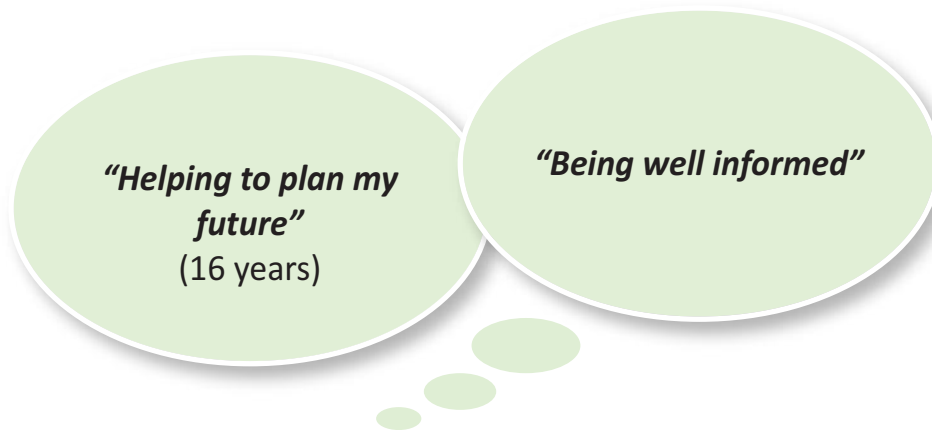 “Helping to plan my
future”
(16 years)
“Being well informed”